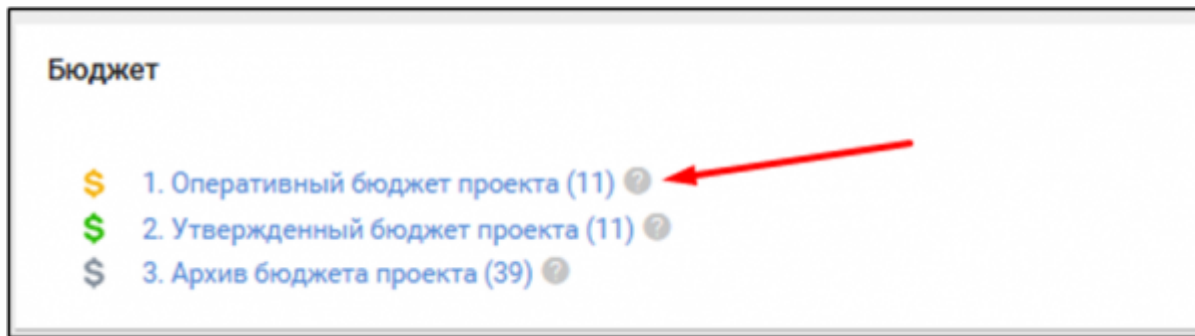 Бюджет
$ 1. Оперативный бюджет проекта (11) ?
$ 2. Утвержденный бюджет проекта (11) ?
$ 3. Архив бюджета проекта (39) ?